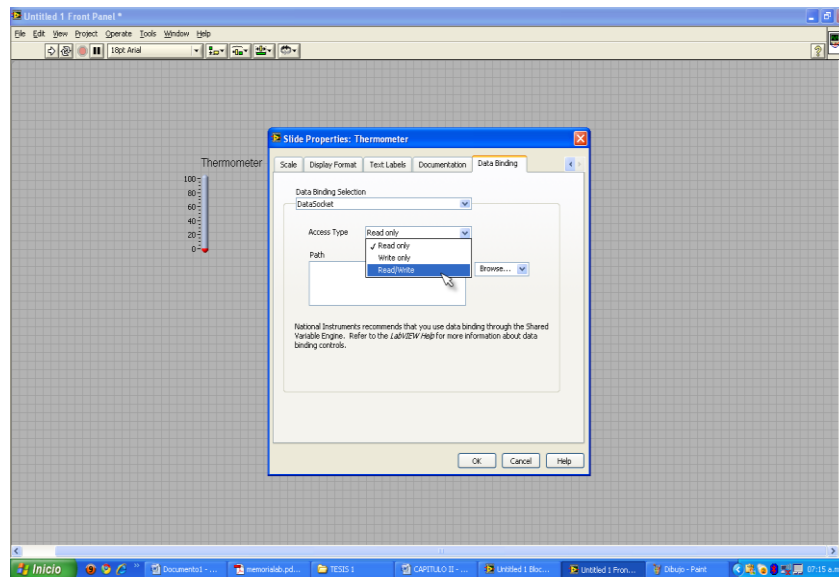 Untitled 1 Front Panel *
File Edit View Project Operate Tools Window Help
18pt Arial
Slide Properties: Thermometer
Scale Display Format Text Labels Documentation Data Binding
Data Binding Selection
DataSocket
Access Type Read only
✓ Read only
Write only
Read/Write
Path
Browse...
National Instruments recommends that you use data binding through the Shared
Variable Engine. Refer to the LabVIEW Help for more information about data
binding controls.
OK Cancel Help
Thermometer
100
80
60
40
20
0
Inicio Documento1 - ... memorialab.pd... TESIS 1 CAPITULO II - ... Untitled 1 Bloc... Untitled 1 Fron... Dibujo - Paint 07:15 a.m